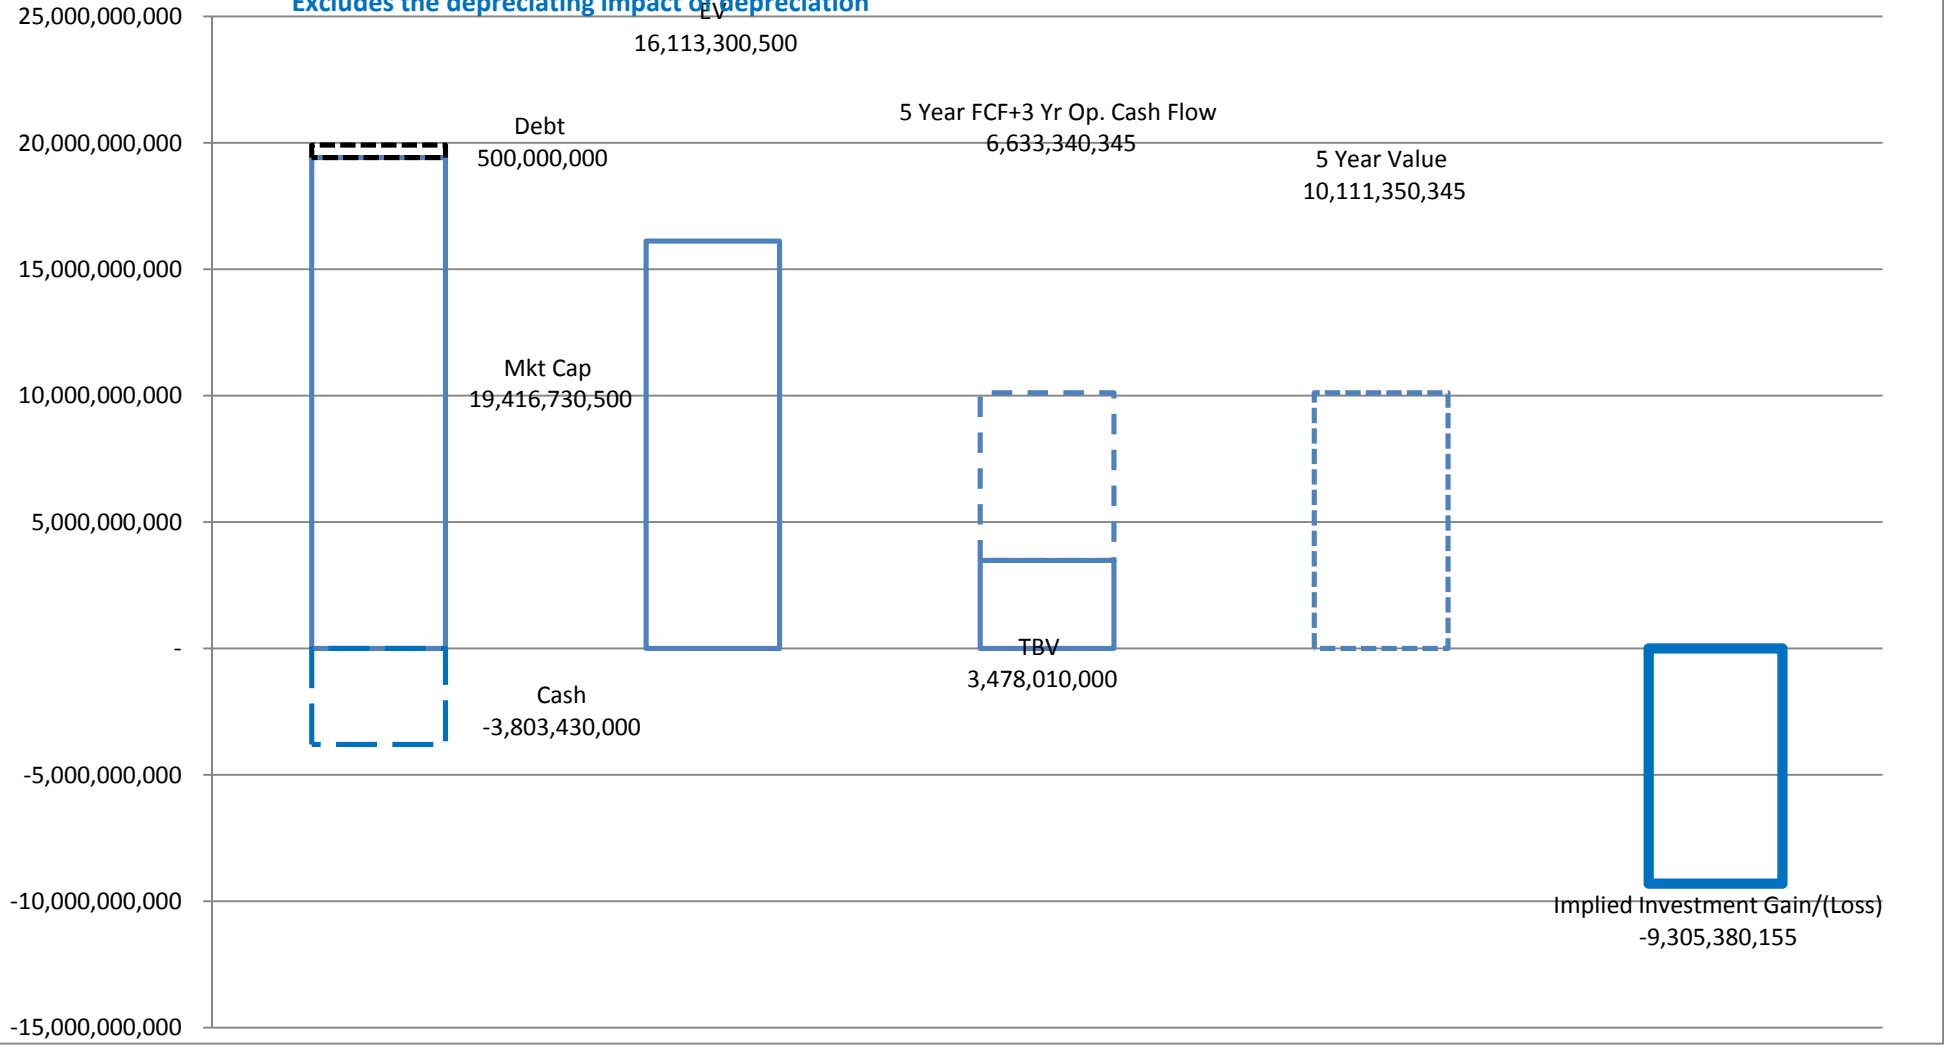 Excludes the depreciating impact of depreciation
25,000,000,000
EV
16,113,300,500
5 Year FCF+3 Yr Op. Cash Flow
6,633,340,345
Debt
500,000,000
20,000,000,000
5 Year Value
10,111,350,345
15,000,000,000
Mkt Cap
19,416,730,500
10,000,000,000
5,000,000,000
-
TBV
3,478,010,000
Cash
-3,803,430,000
-5,000,000,000
-10,000,000,000
Implied Investment Gain/(Loss)
-9,305,380,155
-15,000,000,000